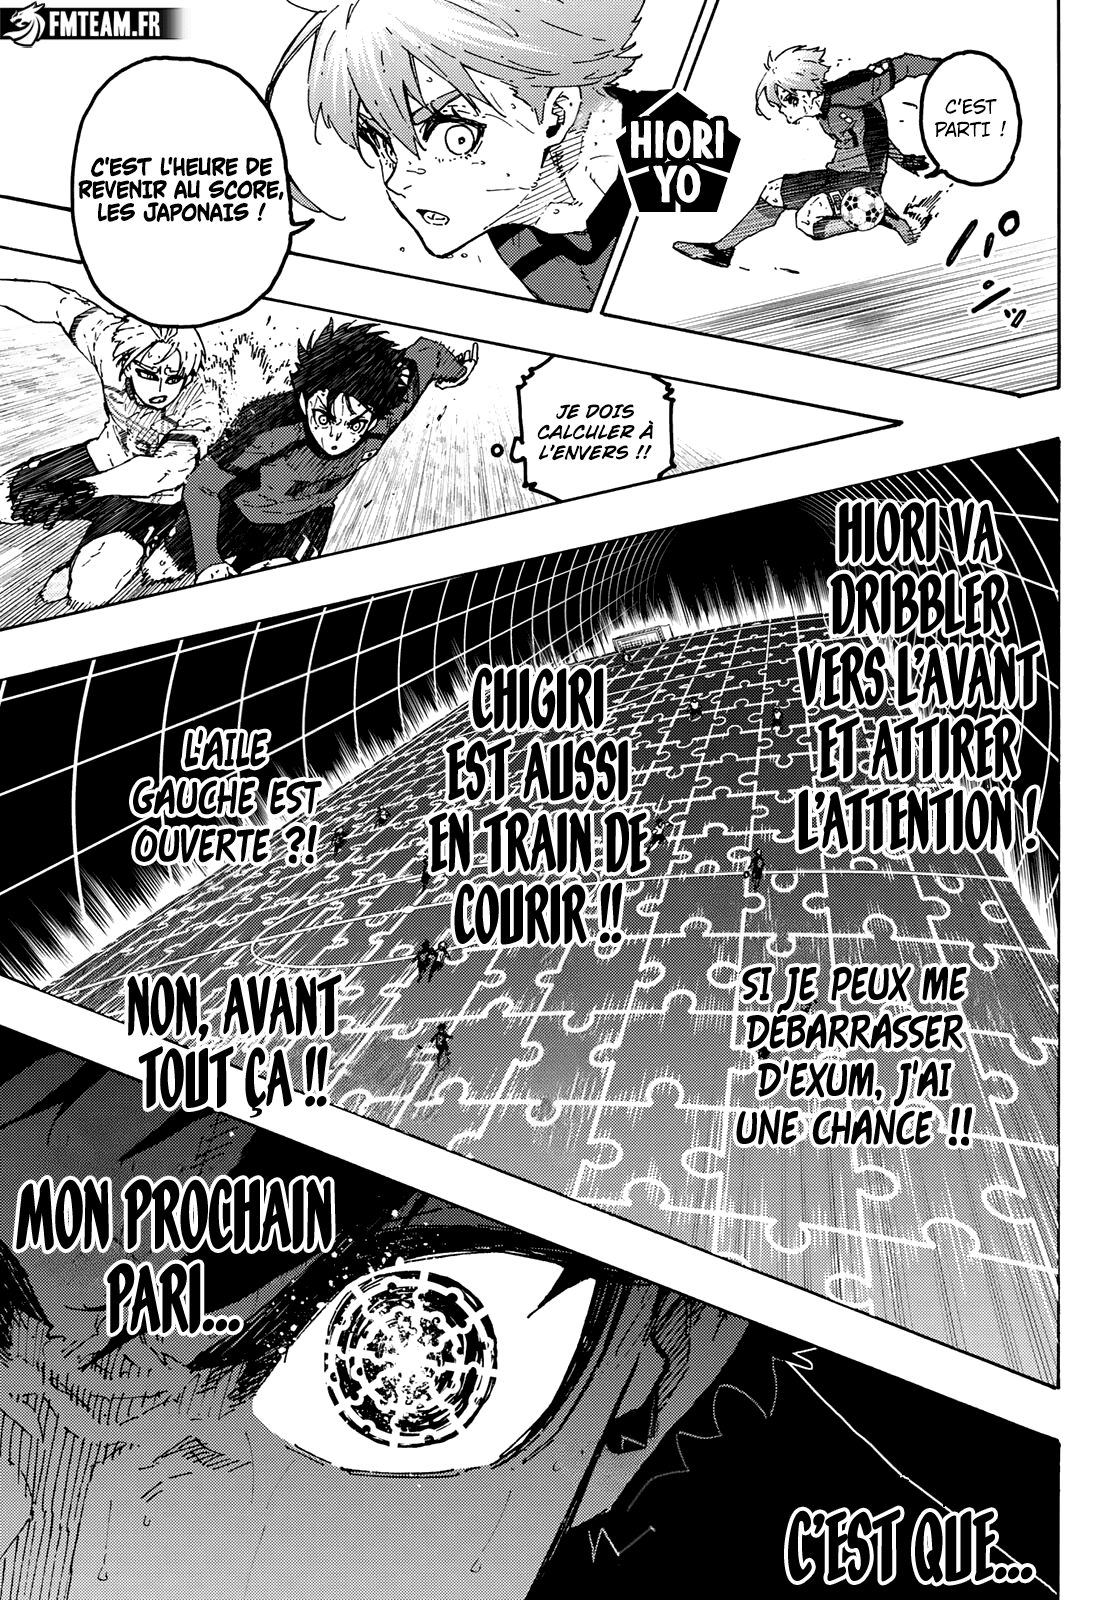 FMTEAM.FR
C'EST
PARTI !
HIORI
YO
C'EST L'HEURE DE
REVENIR AU SCORE,
LES JAPONAIS !
JE DOIS
CALCULER À
L'ENVERS !!
HIORI VA
DRIBBLER
VERS L'AVANT
ET ATTIRER
L'ATTENTION !
CHIGIRI
EST AUSSI
EN TRAIN DE
COURIR !!
L'AILE
GAUCHE EST
OUVERTE ?!
SI JE PEUX ME
DÉBARRASSER
D'EXUM, J'AI
UNE CHANCE !!
NON, AVANT
TOUT ÇA !!
MON PROCHAIN
PARI...
C'EST QUE...